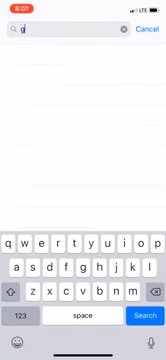 8:07
LTE
g
Cancel
q w e r t y u i o p
a s d f g h j k l
z x c v b n m
123 space Search